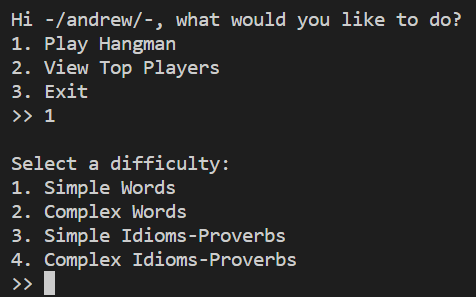 Hi -/andrew/-, what would you like to do?
1. Play Hangman
2. View Top Players
3. Exit
>> 1
Select a difficulty:
1. Simple Words
2. Complex Words
3. Simple Idioms-Proverbs
4. Complex Idioms-Proverbs
>>